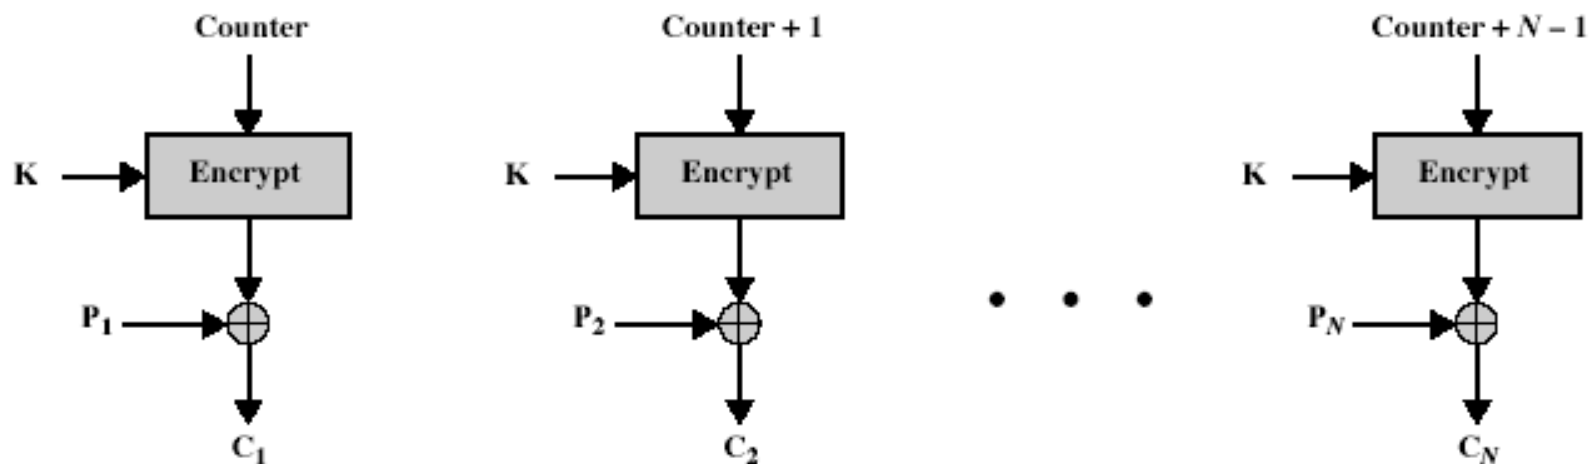 Counter Counter + 1 Counter + N – 1
K Encrypt K Encrypt K Encrypt
P1 P2 PN
C1 C2 CN